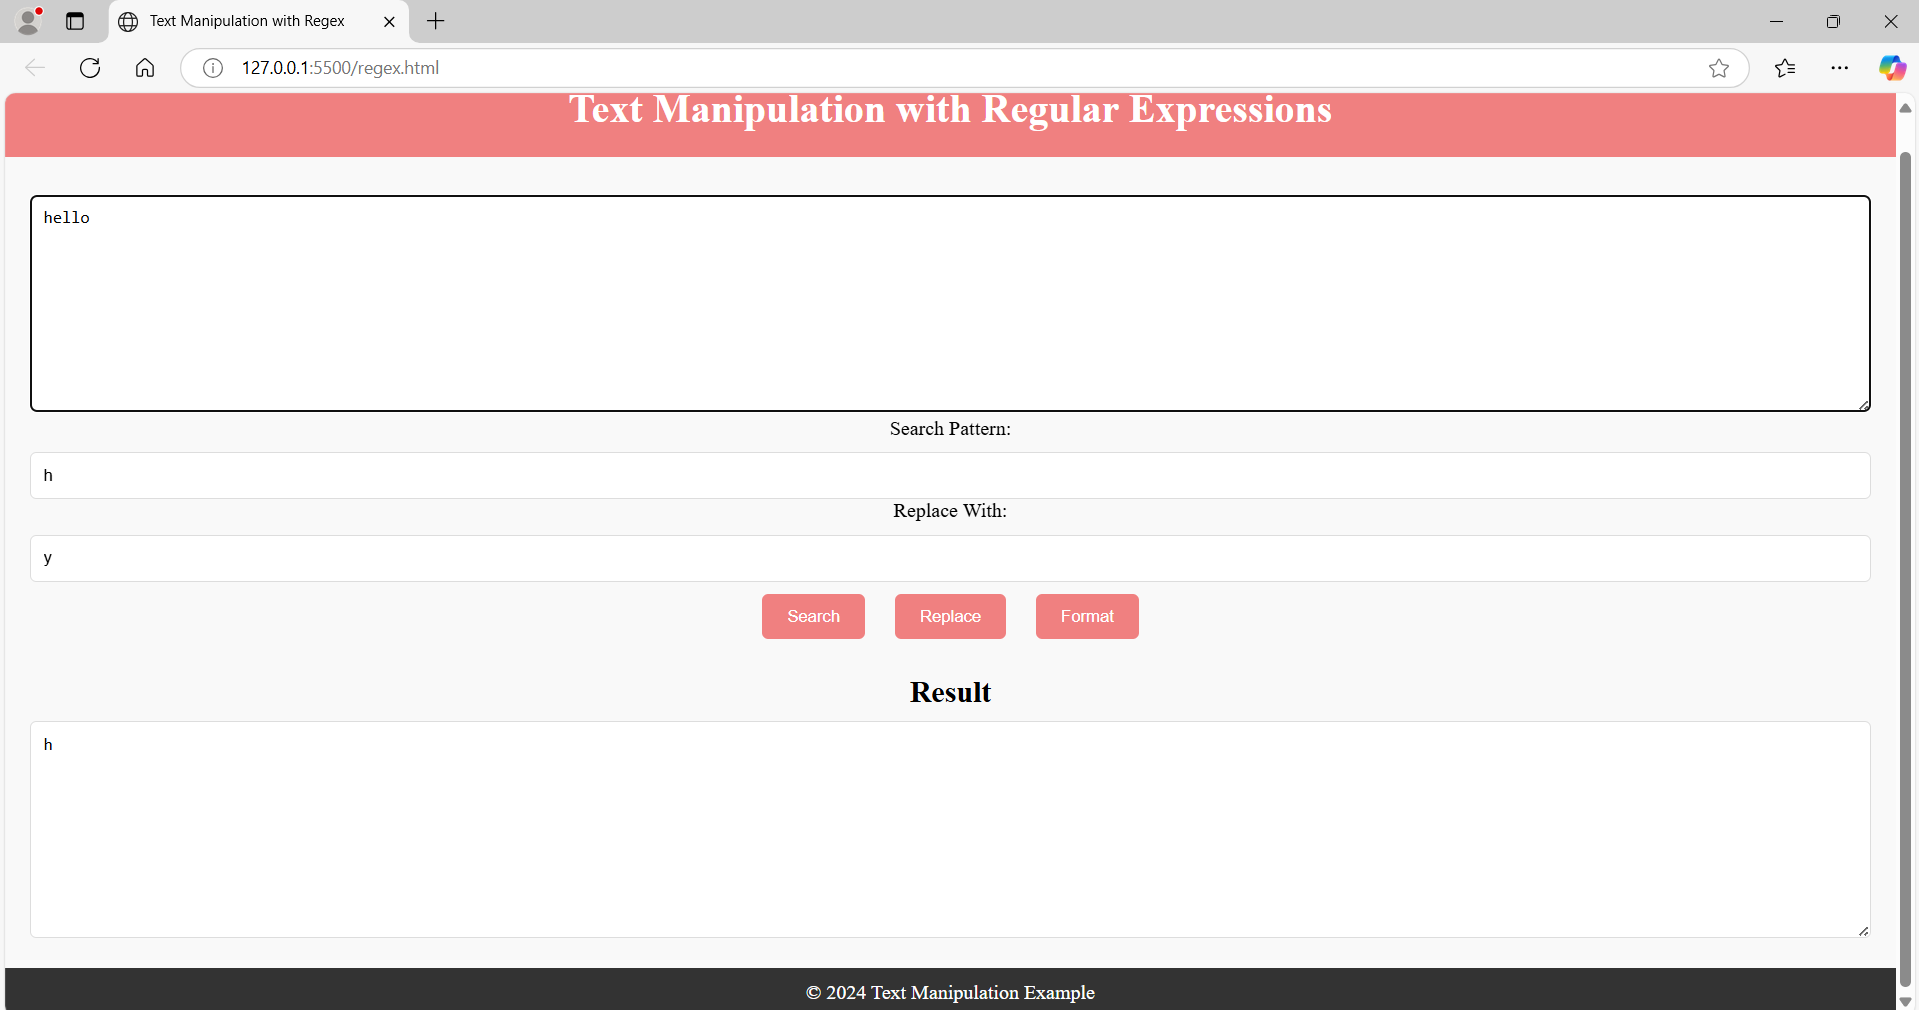 Text Manipulation with Regex
127.0.0.1:5500/regex.html
Text Manipulation with Regular Expressions
hello
Search Pattern:
h
Replace With:
y
Search Replace Format
Result
h
© 2024 Text Manipulation Example